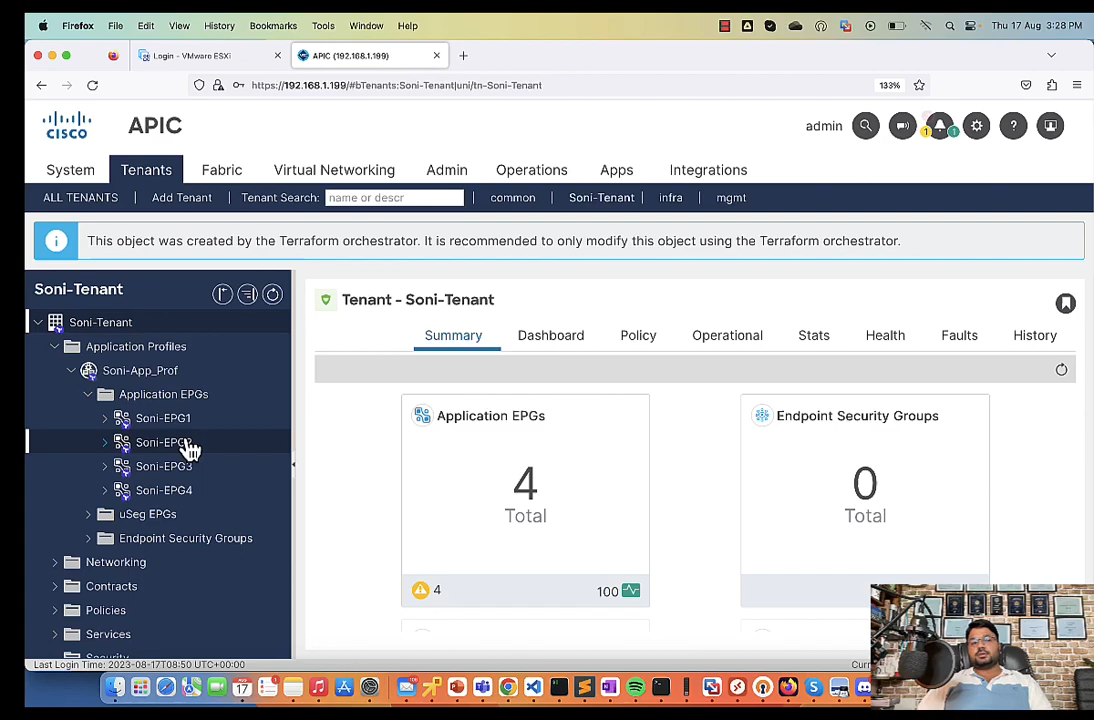 Firefox File Edit View History Bookmarks Tools Window Help Thu 17 Aug 3:28 PM
Login - VMware ESXi APIC (192.168.1.199)
https://192.168.1.199/#bTenants:Soni-Tenant|uni/tn-Soni-Tenant 133%
cisco APIC admin
1 1
System Tenants Fabric Virtual Networking Admin Operations Apps Integrations
ALL TENANTS | Add Tenant | Tenant Search: name or descr | common | Soni-Tenant | infra | mgmt
This object was created by the Terraform orchestrator. It is recommended to only modify this object using the Terraform orchestrator.
Soni-Tenant
Soni-Tenant
Application Profiles
Soni-App_Prof
Application EPGs
Soni-EPG1
Soni-EPG2
Soni-EPG3
Soni-EPG4
uSeg EPGs
Endpoint Security Groups
Networking
Contracts
Policies
Services
Security
Tenant - Soni-Tenant
Summary Dashboard Policy Operational Stats Health Faults History
Application EPGs
4
Total
4 100
Endpoint Security Groups
0
Total
Last Login Time: 2023-08-17T08:50 UTC+00:00